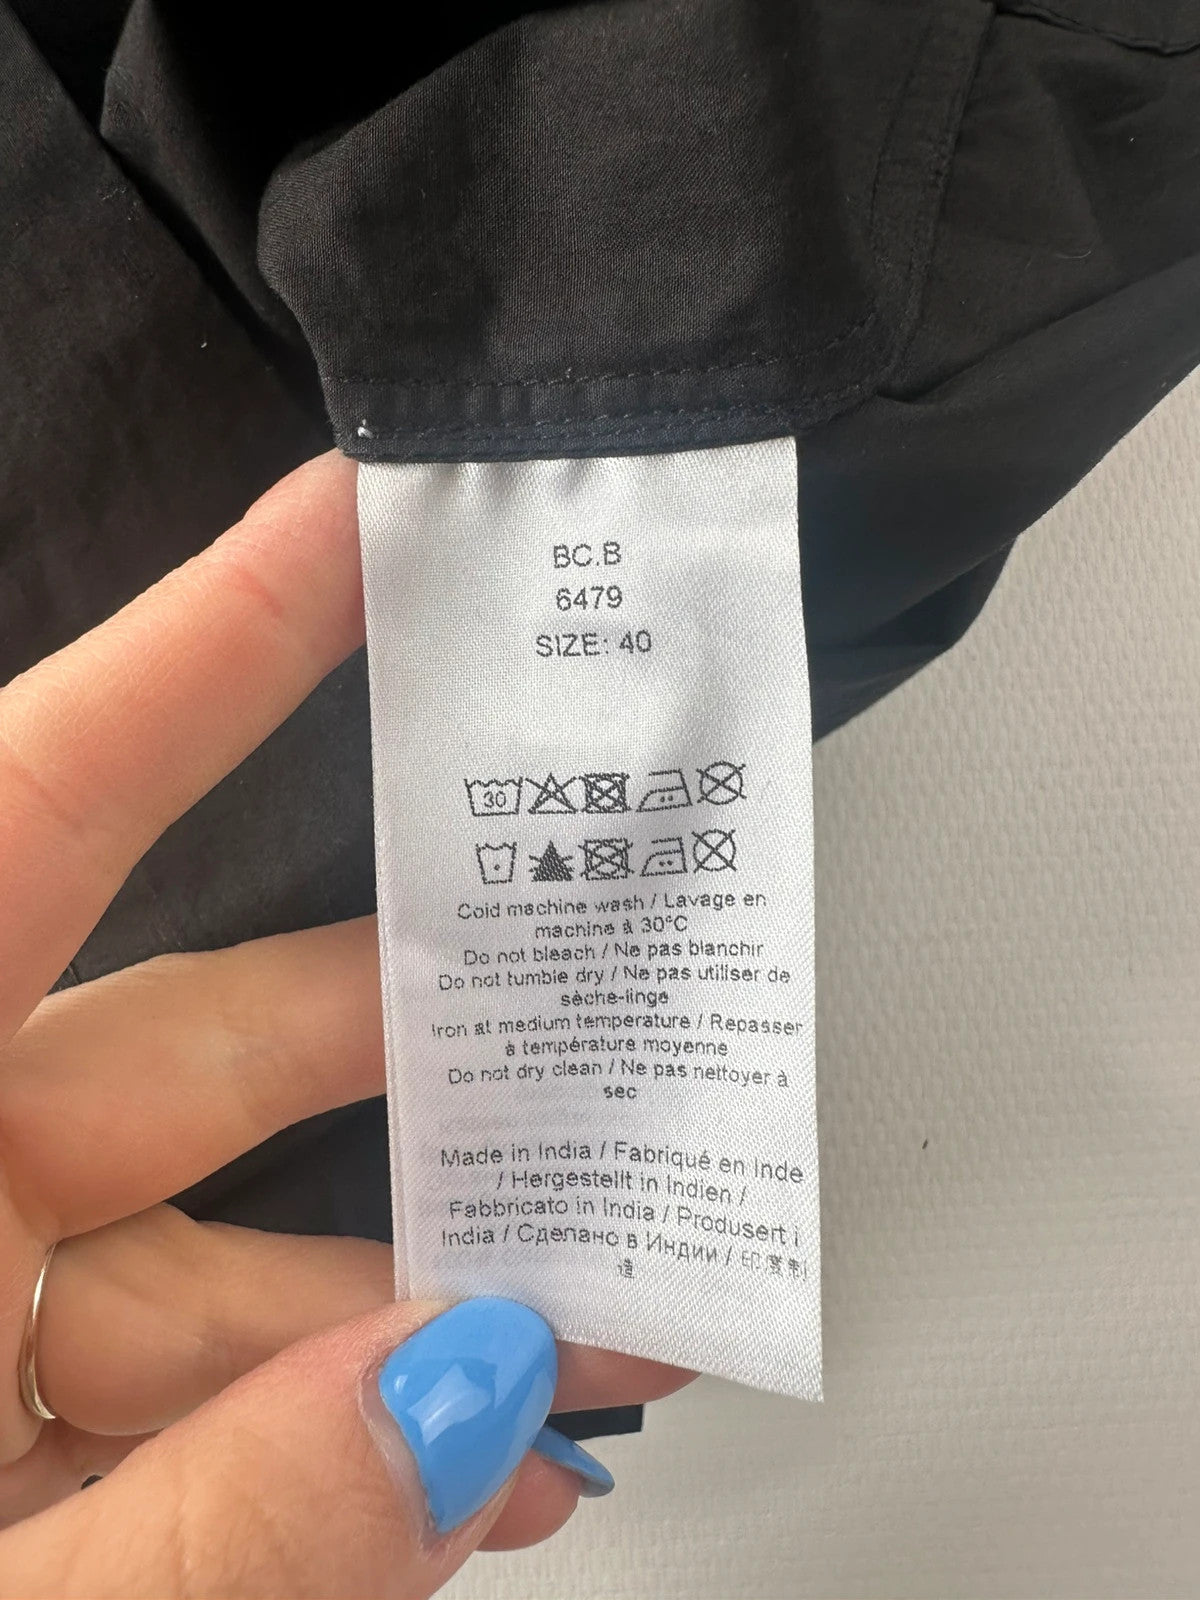 BC.B
6479
SIZE: 40
30
Cold machine wash / Lavage en
machine à 30°C
Do not bleach / Ne pas blanchir
Do not tumble dry / Ne pas utiliser de
sèche-linge
Iron at medium temperature / Repasser
à température moyenne
Do not dry clean / Ne pas nettoyer à
sec
Made in India / Fabriqué en Inde
/ Hergestellt in Indien /
Fabbricato in India / Produsert i
India / Сделано в Индии / 印度制
造